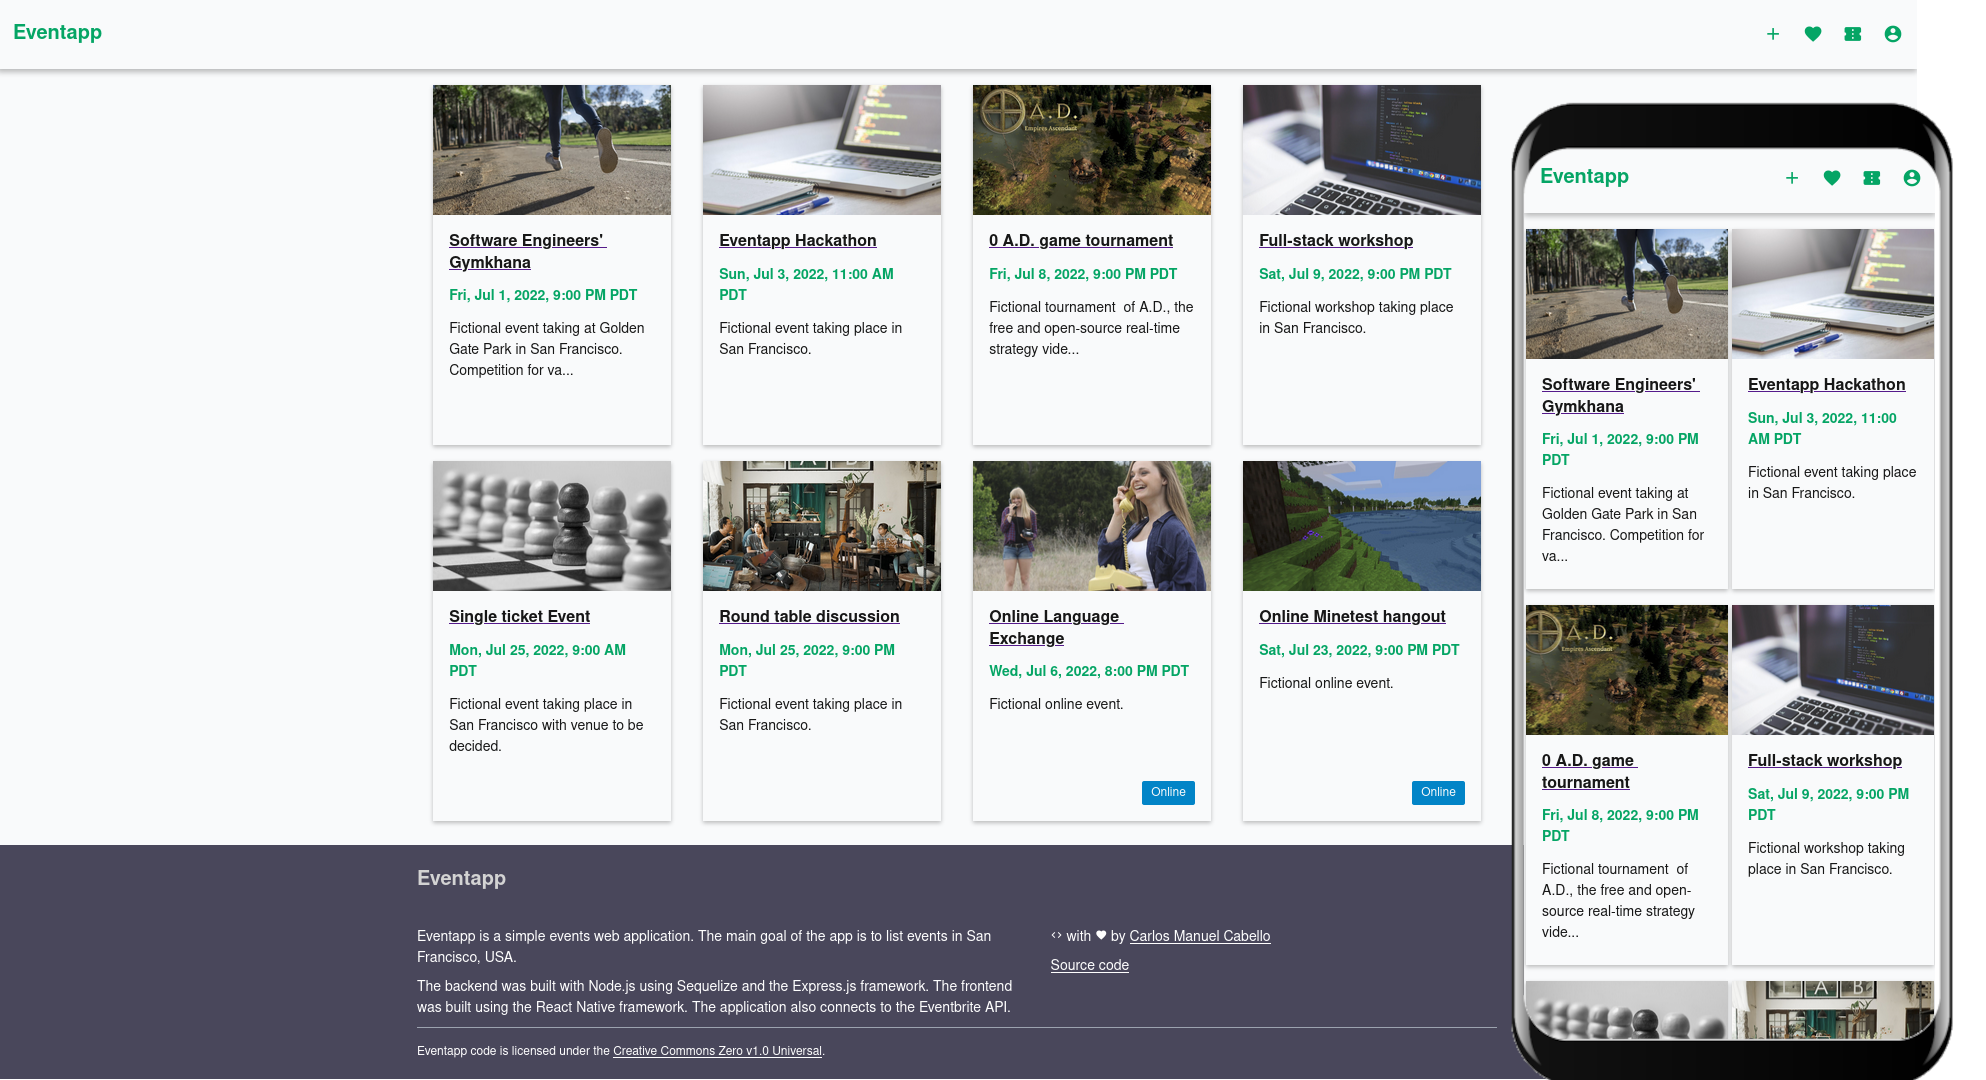 Eventapp
A.D.
Empires Ascendant
Software Engineers'
Gymkhana
Fri, Jul 1, 2022, 9:00 PM PDT
Fictional event taking at Golden
Gate Park in San Francisco.
Competition for va...
Eventapp Hackathon
Sun, Jul 3, 2022, 11:00 AM
PDT
Fictional event taking place in
San Francisco.
0 A.D. game tournament
Fri, Jul 8, 2022, 9:00 PM PDT
Fictional tournament  of A.D., the
free and open-source real-time
strategy vide...
Full-stack workshop
Sat, Jul 9, 2022, 9:00 PM PDT
Fictional workshop taking place
in San Francisco.
L A B
Single ticket Event
Mon, Jul 25, 2022, 9:00 AM
PDT
Fictional event taking place in
San Francisco with venue to be
decided.
Round table discussion
Mon, Jul 25, 2022, 9:00 PM
PDT
Fictional event taking place in
San Francisco.
Online Language
Exchange
Wed, Jul 6, 2022, 8:00 PM PDT
Fictional online event.
Online
Online Minetest hangout
Sat, Jul 23, 2022, 9:00 PM PDT
Fictional online event.
Online
Eventapp
Eventapp is a simple events web application. The main goal of the app is to list events in San
Francisco, USA.
The backend was built with Node.js using Sequelize and the Express.js framework. The frontend
was built using the React Native framework. The application also connects to the Eventbrite API.
<> with ♥ by Carlos Manuel Cabello
Source code
Eventapp code is licensed under the Creative Commons Zero v1.0 Universal.
Eventapp
Software Engineers'
Gymkhana
Fri, Jul 1, 2022, 9:00 PM
PDT
Fictional event taking at
Golden Gate Park in San
Francisco. Competition for
va...
Eventapp Hackathon
Sun, Jul 3, 2022, 11:00
AM PDT
Fictional event taking place
in San Francisco.
A.D.
Empires Ascendant
0 A.D. game
tournament
Fri, Jul 8, 2022, 9:00 PM
PDT
Fictional tournament  of
A.D., the free and open-
source real-time strategy
vide...
Full-stack workshop
Sat, Jul 9, 2022, 9:00 PM
PDT
Fictional workshop taking
place in San Francisco.
A B